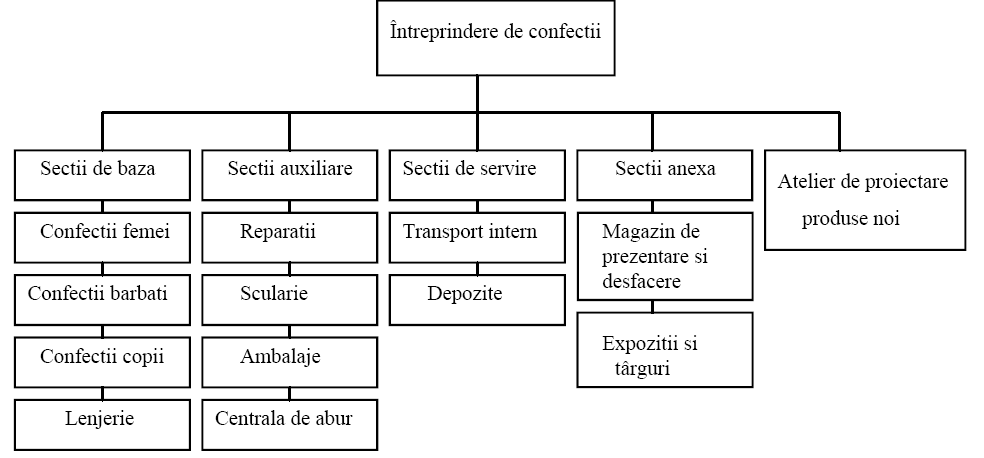 Întreprindere de confectii
Sectii de baza
Sectii auxiliare
Sectii de servire
Sectii anexa
Atelier de proiectare
produse noi
Confectii femei
Reparatii
Transport intern
Magazin de
prezentare si
desfacere
Confectii barbati
Scularie
Depozite
Expozitii si
târguri
Confectii copii
Ambalaje
Lenjerie
Centrala de abur